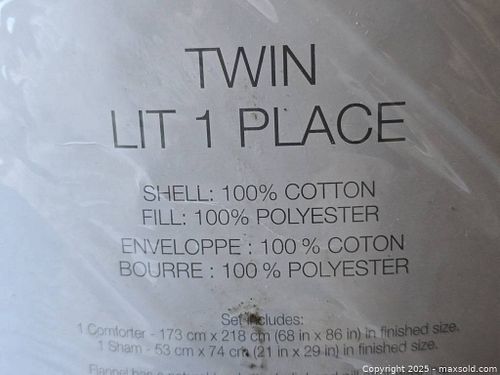 TWIN
LIT 1 PLACE
SHELL: 100% COTTON
FILL: 100% POLYESTER
ENVELOPPE : 100 % COTON
BOURRE : 100 % POLYESTER
Set includes:
1 Comforter - 173 cm x 218 cm (68 in x 86 in) in finished size.
1 Sham - 53 cm x 74 cm (21 in x 29 in) in finished size.
Flannel has a
Copyright 2025 - maxsold.com